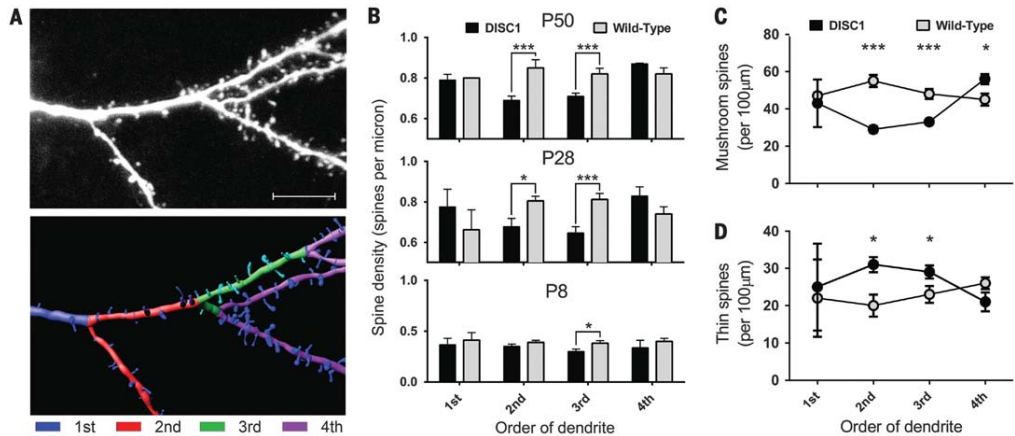 A
1st 2nd 3rd 4th
B
P50
DISC1 Wild-Type
*** ***
0.6
0.8
1.0
P28
* ***
0.6
0.8
1.0
P8
*
0.0
0.5
1.0
Spine density (spines per micron)
1st 2nd 3rd 4th
Order of dendrite
C
DISC1 Wild-Type
*** *** *
Mushroom spines
(per 100μm)
60
40
20
0
D
* *
Thin spines
(per 100μm)
40
30
20
10
0
1st 2nd 3rd 4th
Order of dendrite